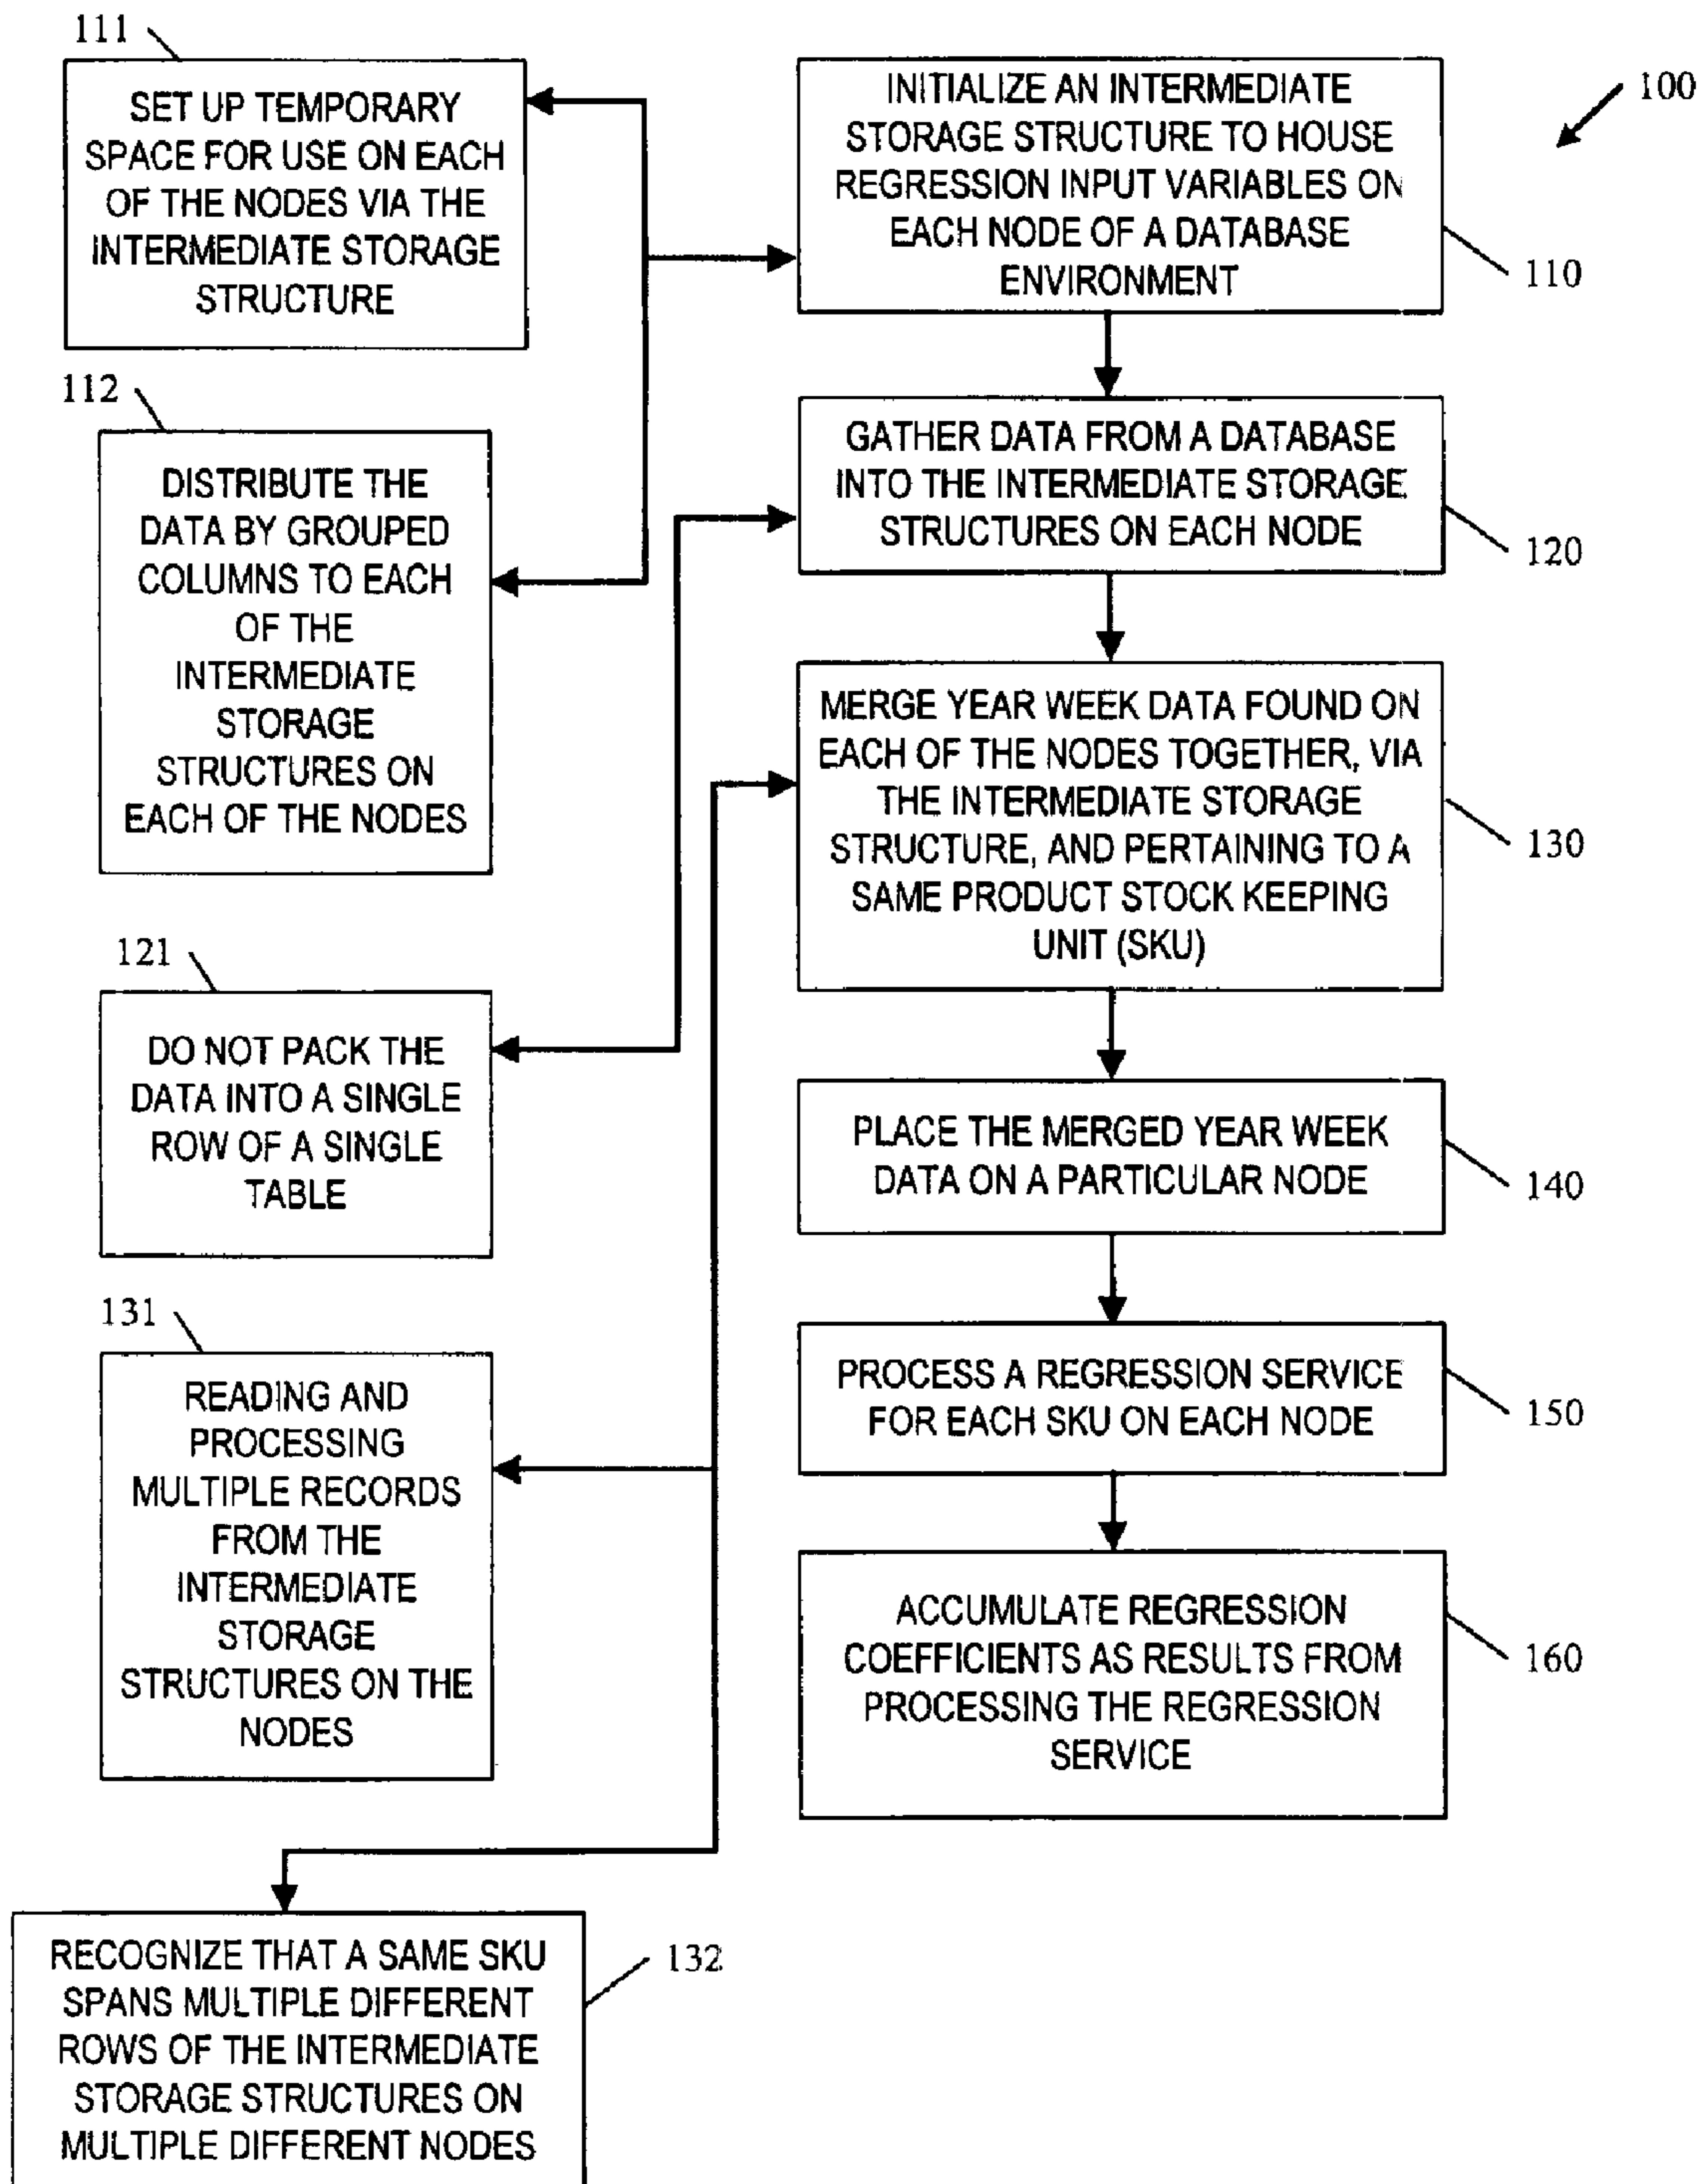 100
INITIALIZE AN INTERMEDIATE
STORAGE STRUCTURE TO HOUSE
REGRESSION INPUT VARIABLES ON
EACH NODE OF A DATABASE
ENVIRONMENT
110
111
SET UP TEMPORARY
SPACE FOR USE ON EACH
OF THE NODES VIA THE
INTERMEDIATE STORAGE
STRUCTURE
112
DISTRIBUTE THE
DATA BY GROUPED
COLUMNS TO EACH
OF THE
INTERMEDIATE
STORAGE
STRUCTURES ON
EACH OF THE NODES
GATHER DATA FROM A DATABASE
INTO THE INTERMEDIATE STORAGE
STRUCTURES ON EACH NODE
120
121
DO NOT PACK THE
DATA INTO A SINGLE
ROW OF A SINGLE
TABLE
MERGE YEAR WEEK DATA FOUND ON
EACH OF THE NODES TOGETHER, VIA
THE INTERMEDIATE STORAGE
STRUCTURE, AND PERTAINING TO A
SAME PRODUCT STOCK KEEPING
UNIT (SKU)
130
131
READING AND
PROCESSING
MULTIPLE RECORDS
FROM THE
INTERMEDIATE
STORAGE
STRUCTURES ON THE
NODES
RECOGNIZE THAT A SAME SKU
SPANS MULTIPLE DIFFERENT
ROWS OF THE INTERMEDIATE
STORAGE STRUCTURES ON
MULTIPLE DIFFERENT NODES
132
PLACE THE MERGED YEAR WEEK
DATA ON A PARTICULAR NODE
140
PROCESS A REGRESSION SERVICE
FOR EACH SKU ON EACH NODE
150
ACCUMULATE REGRESSION
COEFFICIENTS AS RESULTS FROM
PROCESSING THE REGRESSION
SERVICE
160